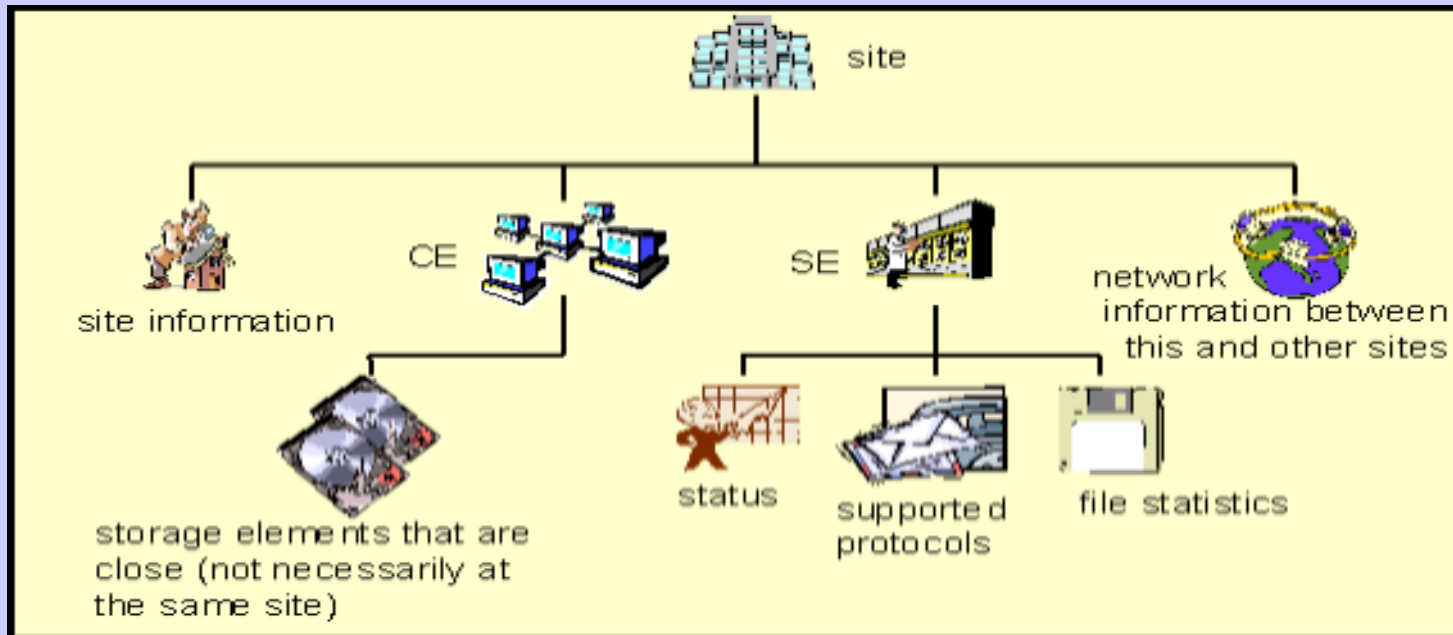 site
site information
CE
SE
network
information between
this and other sites
storage elements that are
close (not necessarily at
the same site)
status
supported
protocols
file statistics